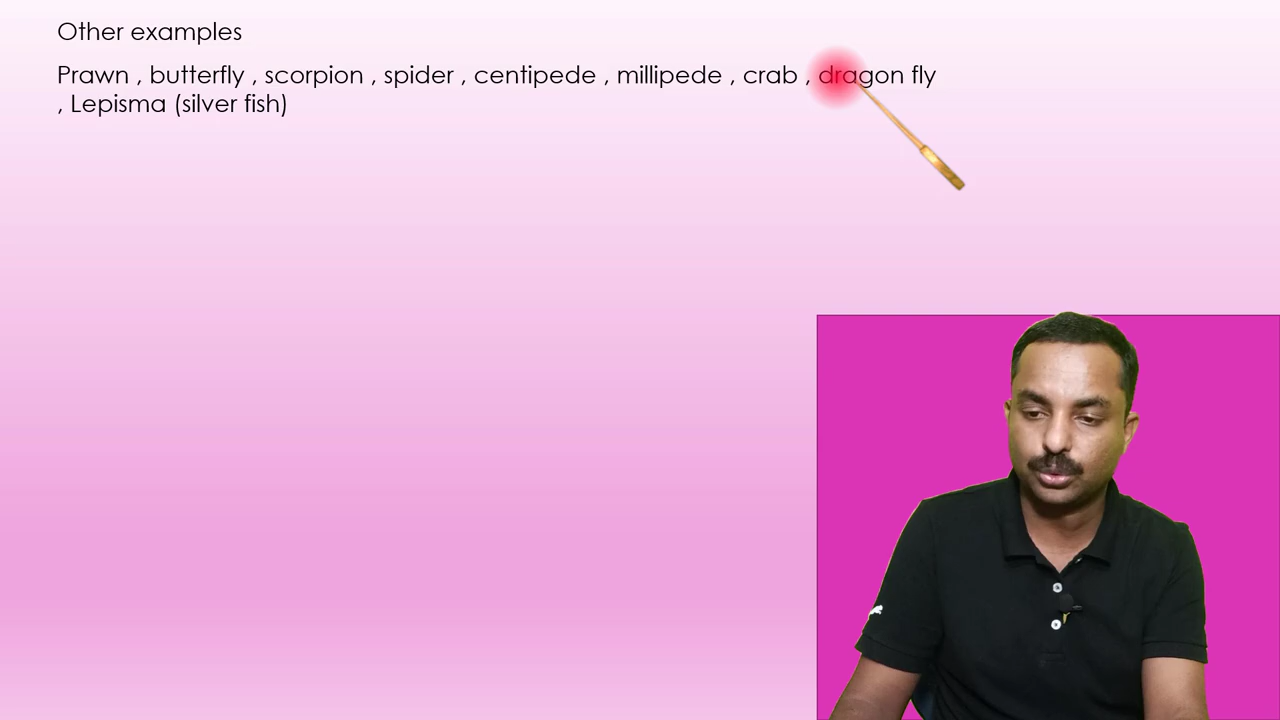 Other examples
Prawn , butterfly , scorpion , spider , centipede , millipede , crab , dragon fly
, Lepisma (silver fish)